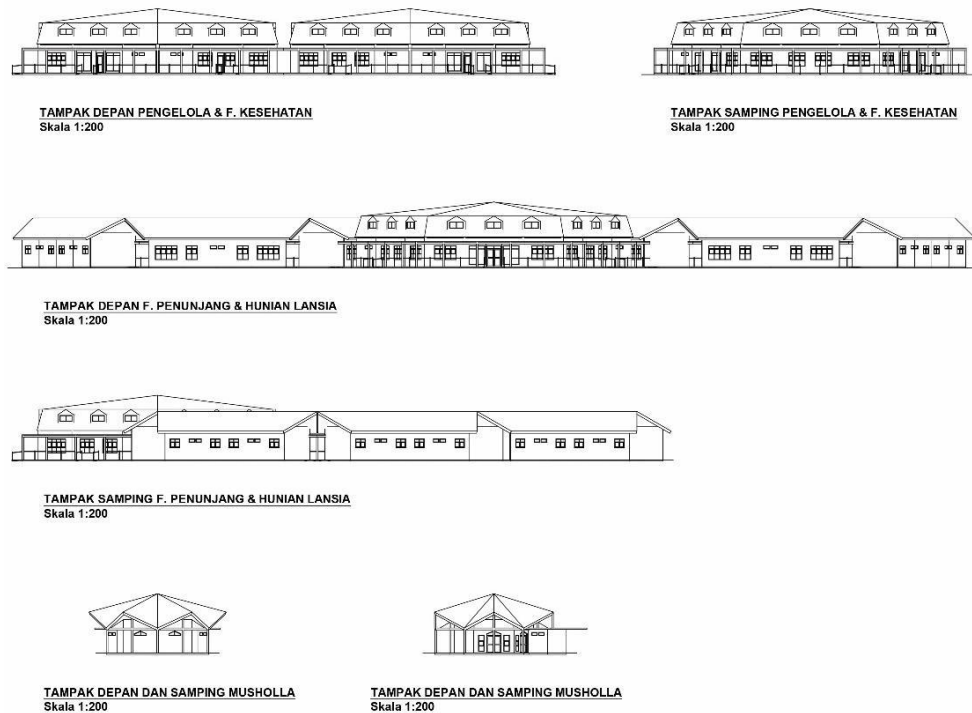 TAMPAK DEPAN PENGELOLA & F. KESEHATAN
Skala 1:200
TAMPAK SAMPING PENGELOLA & F. KESEHATAN
Skala 1:200
TAMPAK DEPAN F. PENUNJANG & HUNIAN LANSIA
Skala 1:200
TAMPAK SAMPING F. PENUNJANG & HUNIAN LANSIA
Skala 1:200
TAMPAK DEPAN DAN SAMPING MUSHOLLA
Skala 1:200
TAMPAK DEPAN DAN SAMPING MUSHOLLA
Skala 1:200